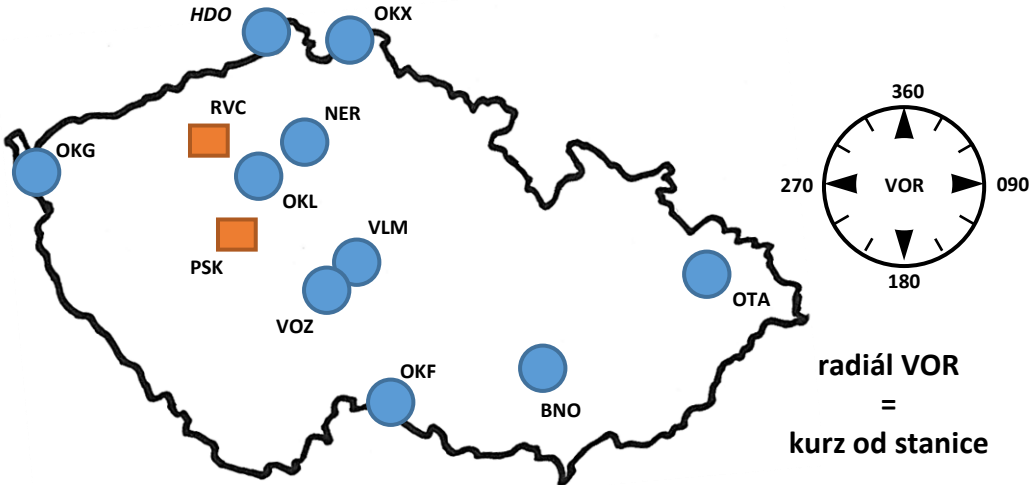 HDO
OKX
RVC
NER
OKG
OKL
VLM
PSK
VOZ
OTA
OKF
BNO
360
270
VOR
090
180
radiál VOR
=
kurz od stanice